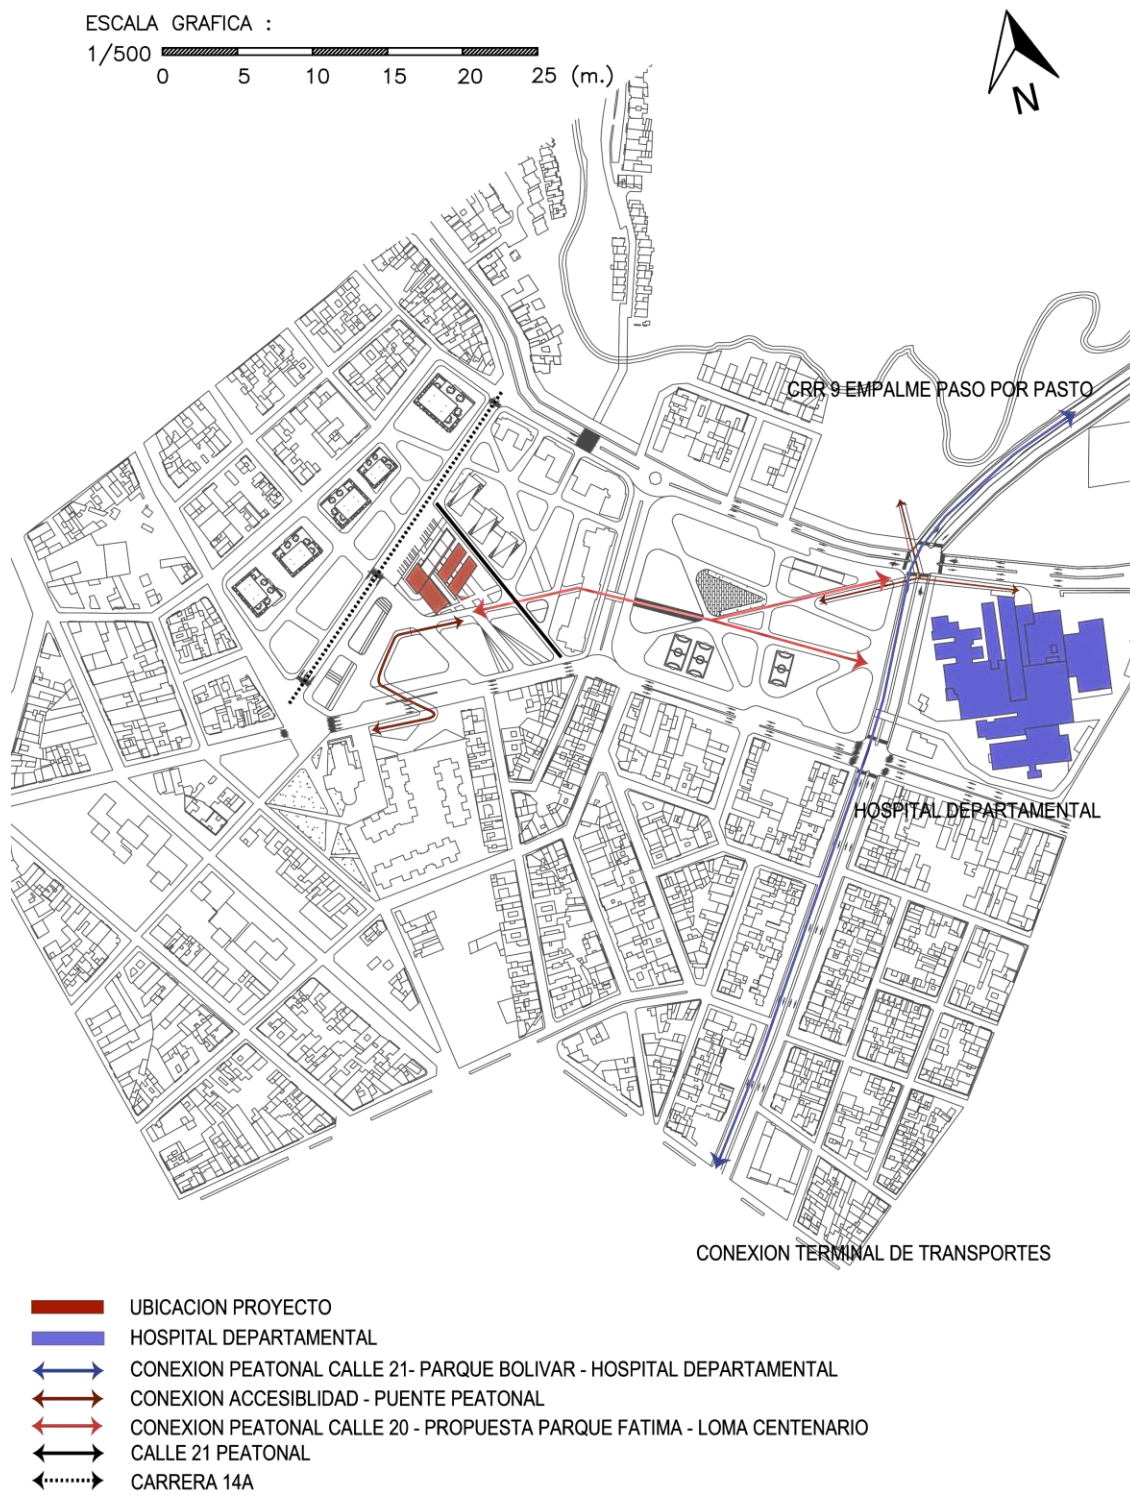 ESCALA GRAFICA :
1/500
0 5 10 15 20 25 (m.)
N
CRR 9 EMPALME PASO POR PASTO
HOSPITAL DEPARTAMENTAL
CONEXION TERMINAL DE TRANSPORTES
UBICACION PROYECTO
HOSPITAL DEPARTAMENTAL
CONEXION PEATONAL CALLE 21- PARQUE BOLIVAR - HOSPITAL DEPARTAMENTAL
CONEXION ACCESIBLIDAD - PUENTE PEATONAL
CONEXION PEATONAL CALLE 20 - PROPUESTA PARQUE FATIMA - LOMA CENTENARIO
CALLE 21 PEATONAL
CARRERA 14A